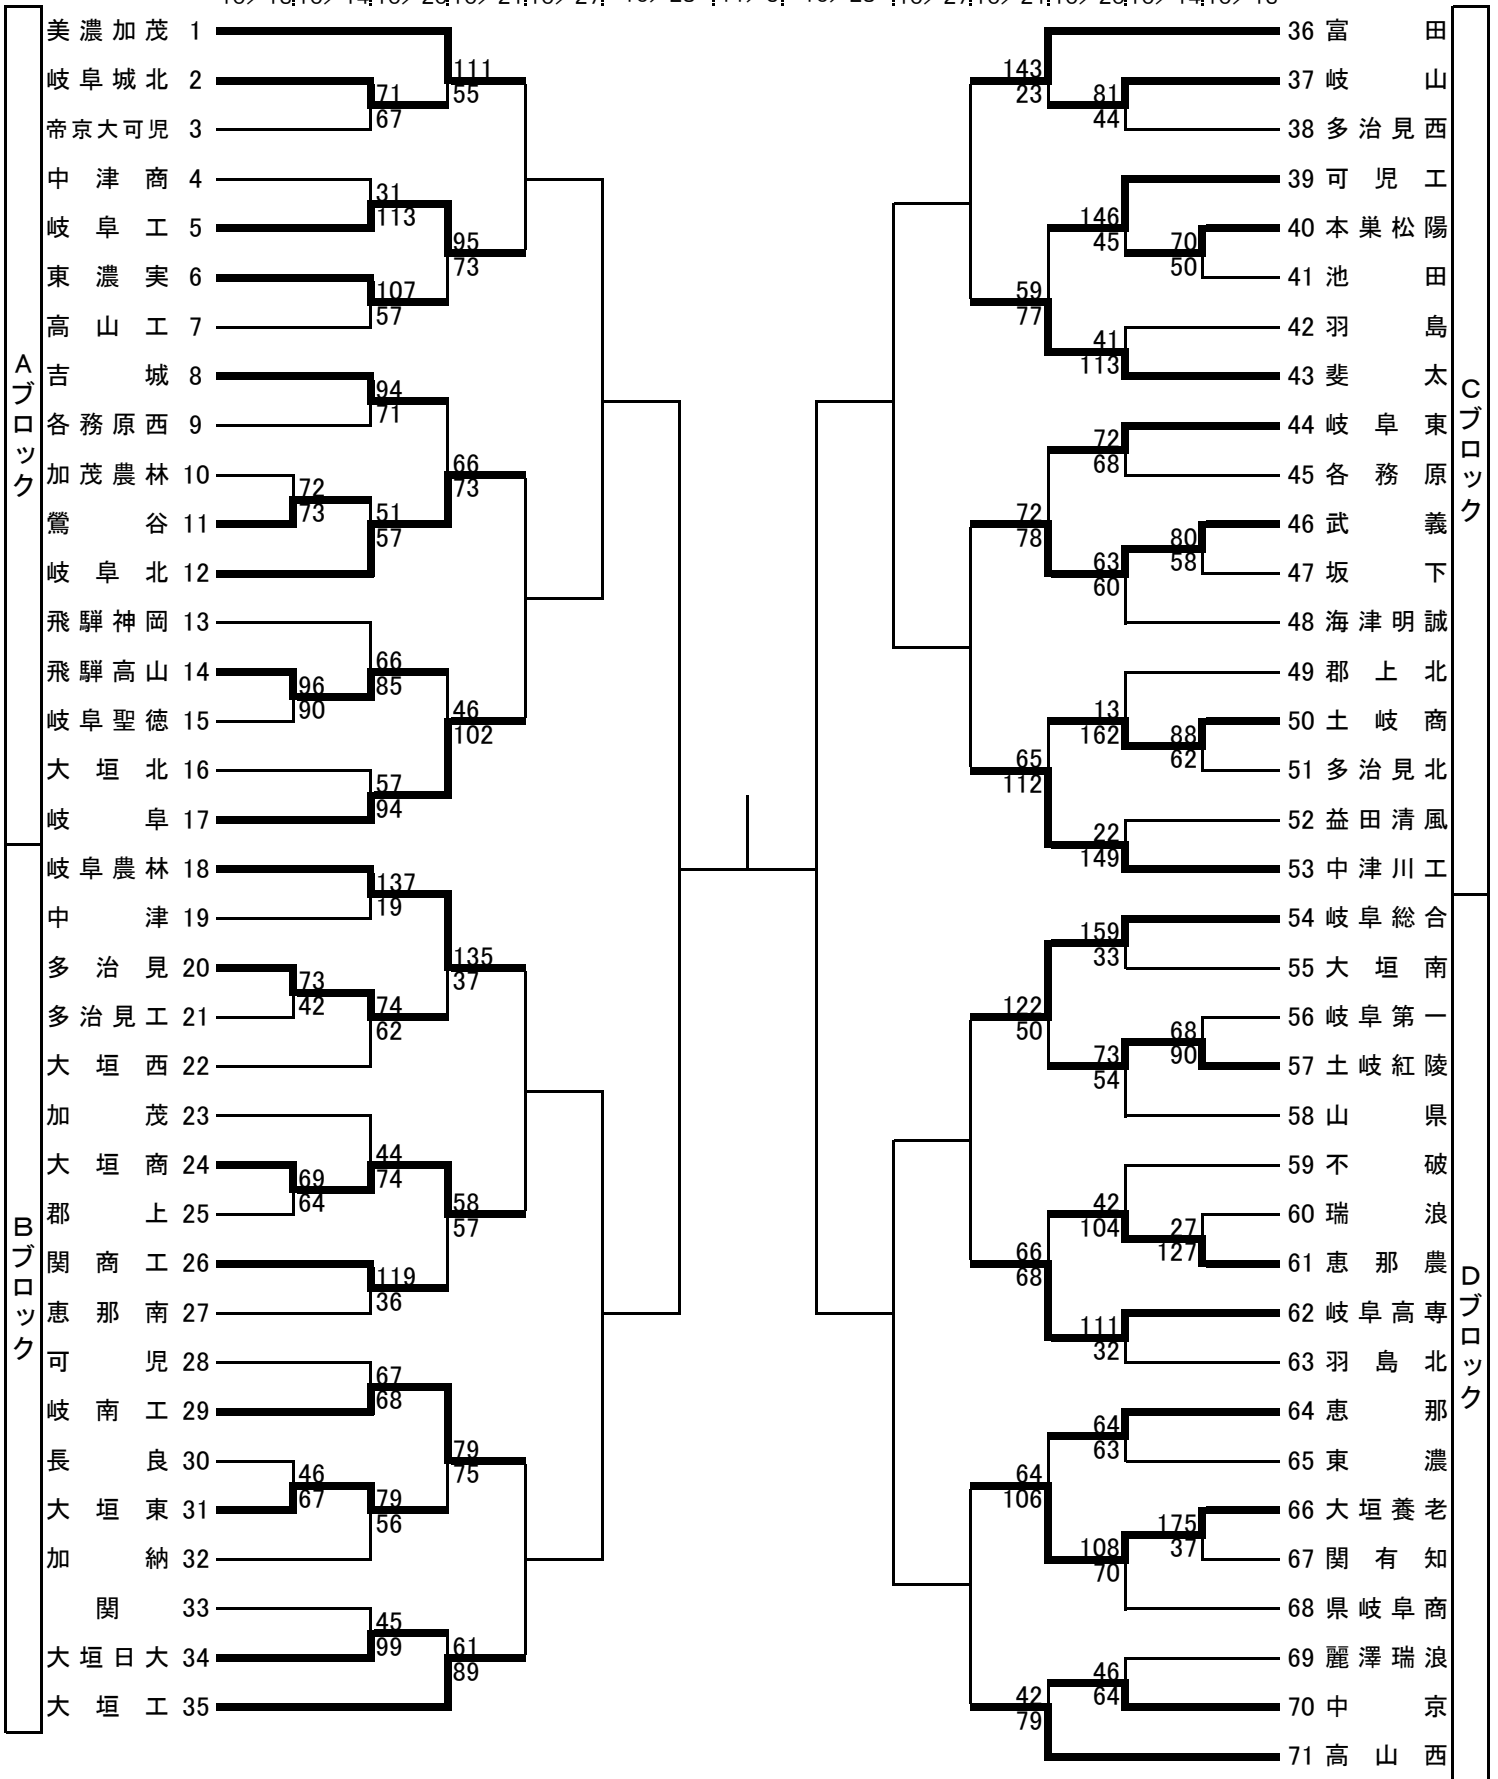 美濃加茂 1
岐阜城北 2
帝京大可児 3
中津商 4
岐阜工 5
東濃実 6
高山工 7
吉城 8
各務原西 9
加茂農林 10
鶯谷 11
岐阜北 12
飛騨神岡 13
飛騨高山 14
岐阜聖徳 15
大垣北 16
岐阜 17
岐阜農林 18
中津 19
多治見 20
多治見工 21
大垣西 22
加茂 23
大垣商 24
郡上 25
関商工 26
恵那南 27
可児 28
岐南工 29
長良 30
大垣東 31
加納 32
関 33
大垣日大 34
大垣工 35
Aブロック
Bブロック
111
55
71
67
31
113
95
73
107
57
94
71
66
73
72
73
51
57
66
85
96
90
46
102
57
94
137
19
135
37
73
42
74
62
44
74
69
64
58
57
119
36
67
68
79
75
46
67
79
56
45
99
61
89
143
23
81
44
146
45
70
50
59
77
41
113
72
68
72
78
80
58
63
60
13
162
88
62
65
112
22
149
159
33
122
50
68
90
73
54
42
104
27
127
66
68
111
32
64
63
64
106
175
37
108
70
46
64
42
79
36 富田
37 岐山
38 多治見西
39 可児工
40 本巣松陽
41 池田
42 羽島
43 斐太
44 岐阜東
45 各務原
46 武義
47 坂下
48 海津明誠
49 郡上北
50 土岐商
51 多治見北
52 益田清風
53 中津川工
54 岐阜総合
55 大垣南
56 岐阜第一
57 土岐紅陵
58 山県
59 不破
60 瑞浪
61 恵那農
62 岐阜高専
63 羽島北
64 恵那
65 東濃
66 大垣養老
67 関有知
68 県岐阜商
69 麗澤瑞浪
70 中京
71 高山西
Cブロック
Dブロック